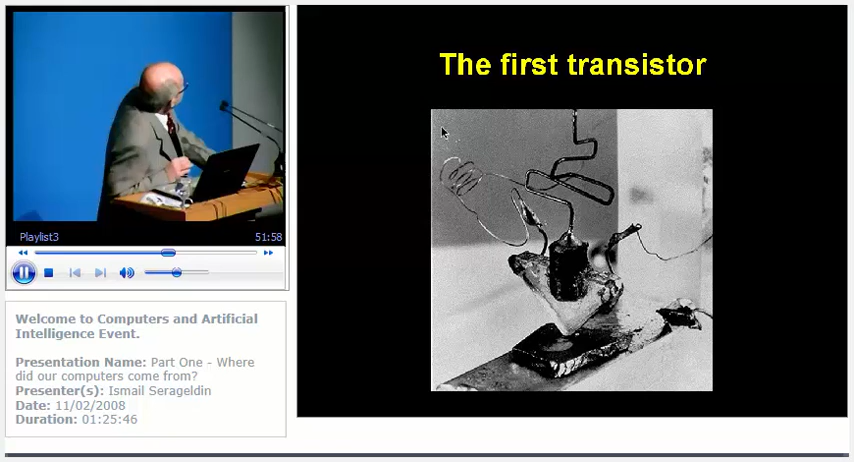 The first transistor
Playlist3
51:58
Welcome to Computers and Artificial
Intelligence Event.
Presentation Name: Part One - Where
did our computers come from?
Presenter(s): Ismail Serageldin
Date: 11/02/2008
Duration: 01:25:46